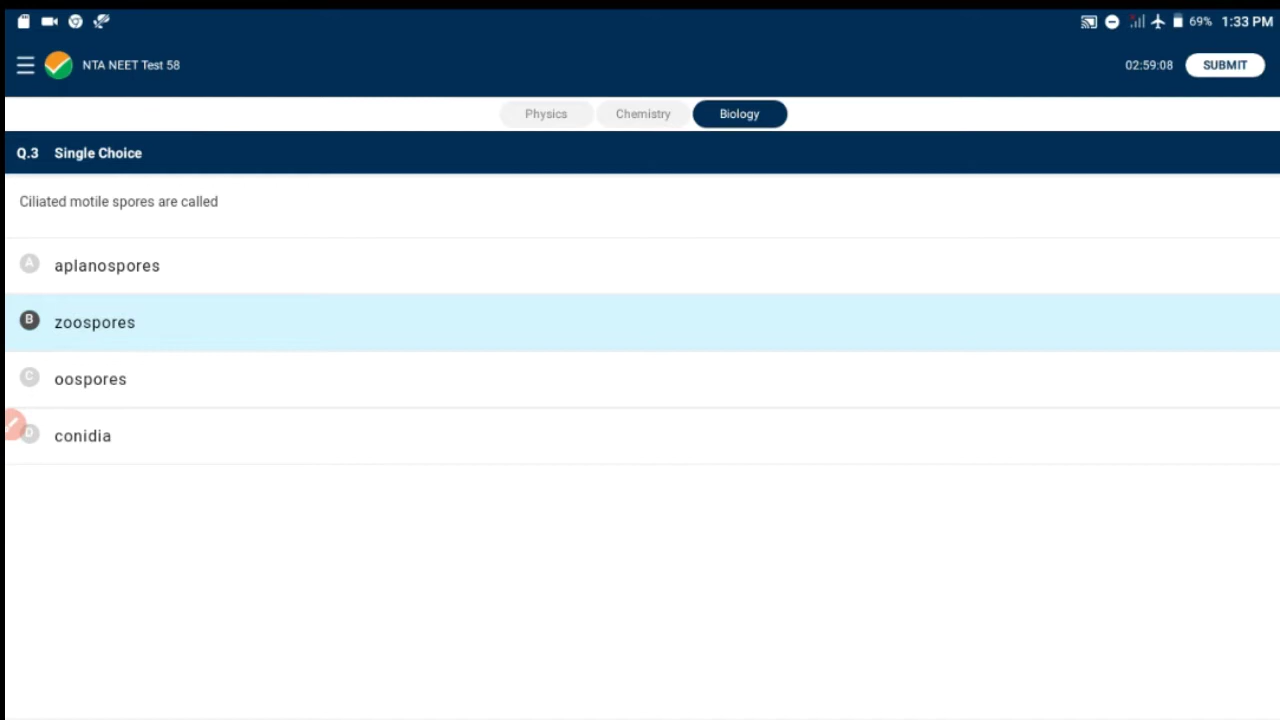 69% 1:33 PM
NTA NEET Test 58
02:59:08 SUBMIT
Physics Chemistry Biology
Q.3 Single Choice
Ciliated motile spores are called
A aplanospores
B zoospores
C oospores
D conidia